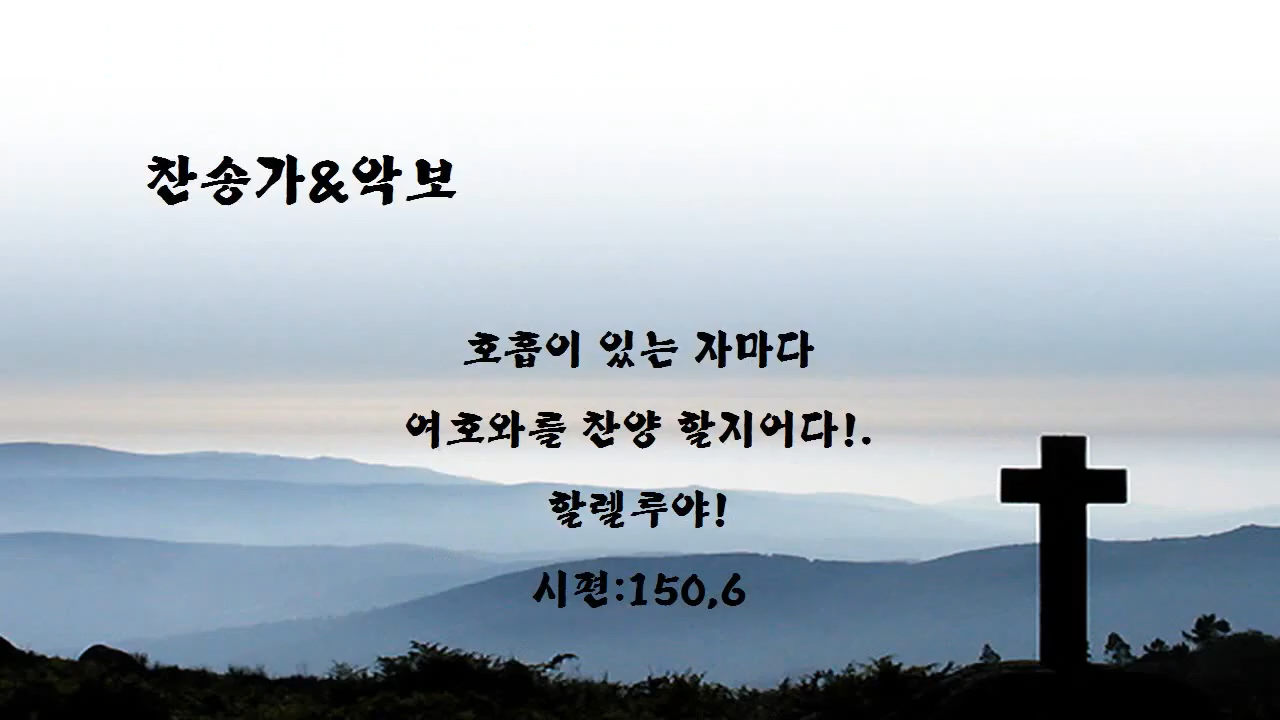 찬송가&악보
호흡이 있는 자마다
여호와를 찬양 할지어다!.
할렐루야!
시편:150,6